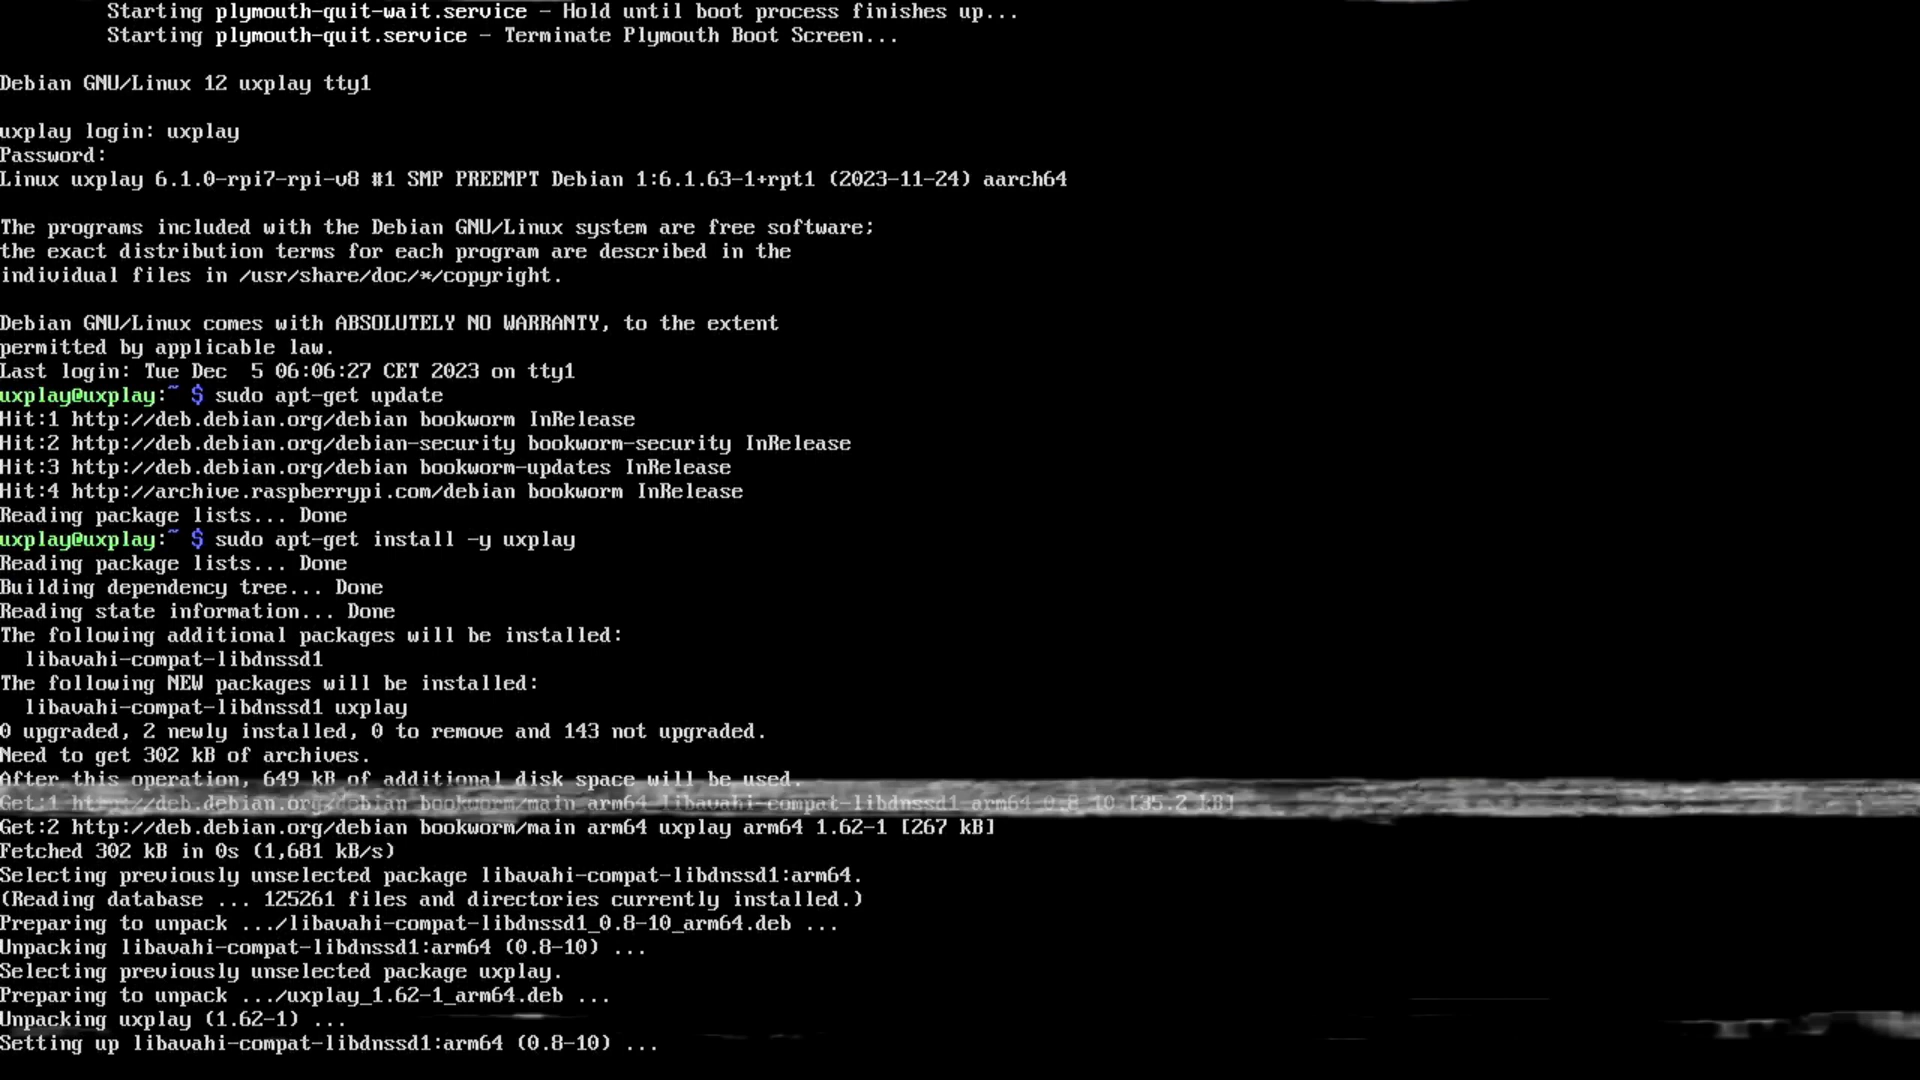 Starting plymouth-quit-wait.service - Hold until boot process finishes up...
Starting plymouth-quit.service - Terminate Plymouth Boot Screen...
Debian GNU/Linux 12 uxplay tty1
uxplay login: uxplay
Password:
Linux uxplay 6.1.0-rpi7-rpi-v8 #1 SMP PREEMPT Debian 1:6.1.63-1+rpt1 (2023-11-24) aarch64
The programs included with the Debian GNU/Linux system are free software;
the exact distribution terms for each program are described in the
individual files in /usr/share/doc/*/copyright.
Debian GNU/Linux comes with ABSOLUTELY NO WARRANTY, to the extent
permitted by applicable law.
Last login: Tue Dec  5 06:06:27 CET 2023 on tty1
uxplay@uxplay:~ $ sudo apt-get update
Hit:1 http://deb.debian.org/debian bookworm InRelease
Hit:2 http://deb.debian.org/debian-security bookworm-security InRelease
Hit:3 http://deb.debian.org/debian bookworm-updates InRelease
Hit:4 http://archive.raspberrypi.com/debian bookworm InRelease
Reading package lists... Done
uxplay@uxplay:~ $ sudo apt-get install -y uxplay
Reading package lists... Done
Building dependency tree... Done
Reading state information... Done
The following additional packages will be installed:
libavahi-compat-libdnssd1
The following NEW packages will be installed:
libavahi-compat-libdnssd1 uxplay
0 upgraded, 2 newly installed, 0 to remove and 143 not upgraded.
Need to get 302 kB of archives.
After this operation, 649 kB of additional disk space will be used.
Get:1 http://deb.debian.org/debian bookworm/main arm64 libavahi-compat-libdnssd1 arm64 0.8-10 [35.2 kB]
Get:2 http://deb.debian.org/debian bookworm/main arm64 uxplay arm64 1.62-1 [267 kB]
Fetched 302 kB in 0s (1,681 kB/s)
Selecting previously unselected package libavahi-compat-libdnssd1:arm64.
(Reading database ... 125261 files and directories currently installed.)
Preparing to unpack .../libavahi-compat-libdnssd1_0.8-10_arm64.deb ...
Unpacking libavahi-compat-libdnssd1:arm64 (0.8-10) ...
Selecting previously unselected package uxplay.
Preparing to unpack .../uxplay_1.62-1_arm64.deb ...
Unpacking uxplay (1.62-1) ...
Setting up libavahi-compat-libdnssd1:arm64 (0.8-10) ...